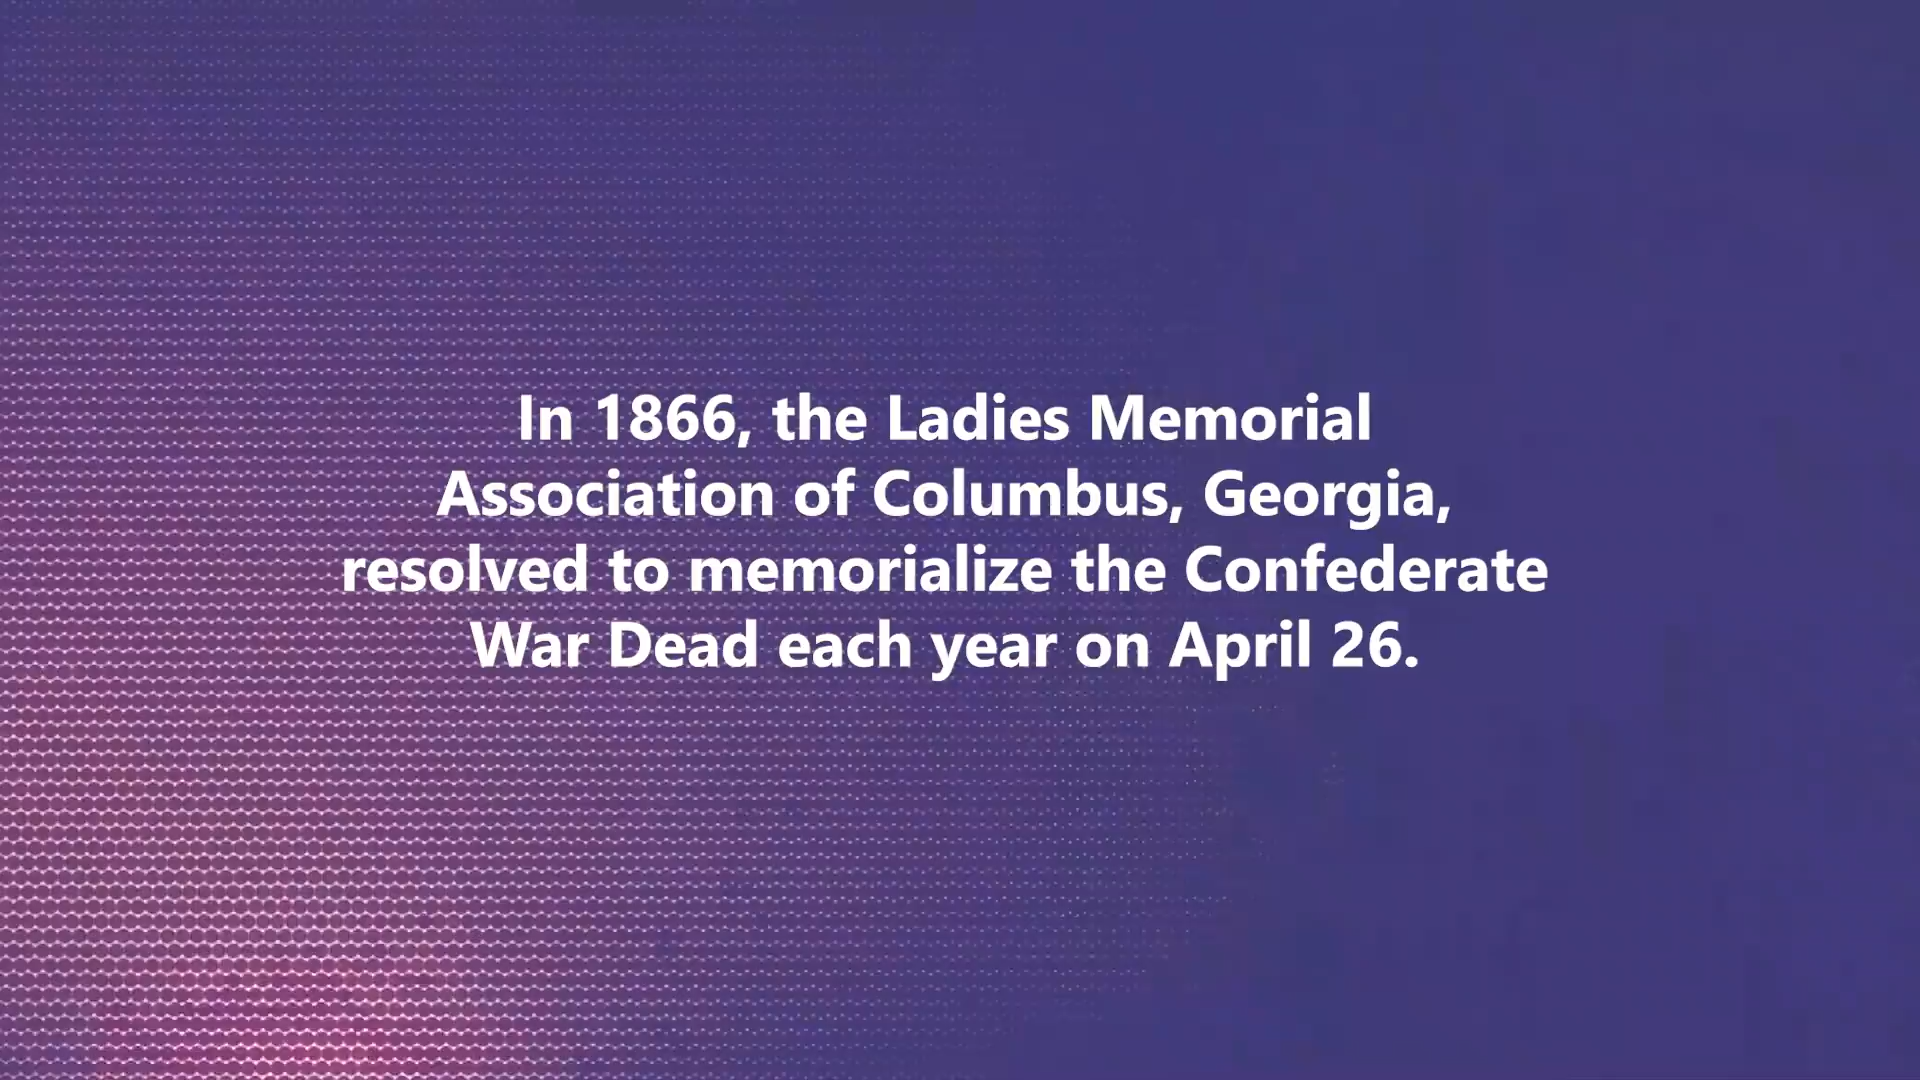 In 1866, the Ladies Memorial
Association of Columbus, Georgia,
resolved to memorialize the Confederate
War Dead each year on April 26.